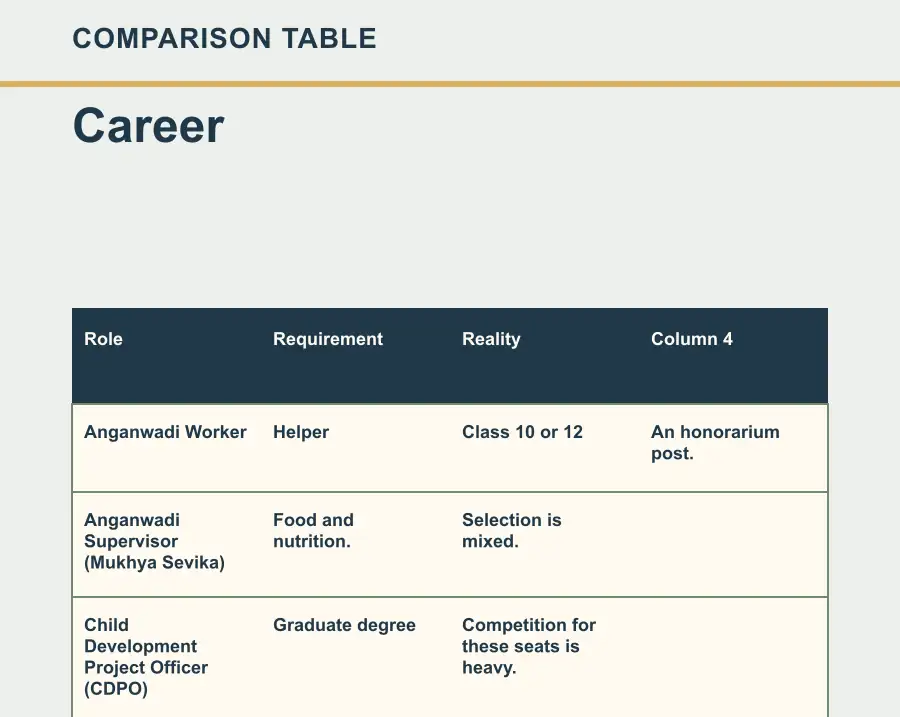 COMPARISON TABLE
Career
Role Requirement Reality Column 4
Anganwadi Worker Helper Class 10 or 12 An honorarium
post.
Anganwadi
Supervisor
(Mukhya Sevika)
Food and
nutrition.
Selection is
mixed.
Child
Development
Project Officer
(CDPO)
Graduate degree
Competition for
these seats is
heavy.